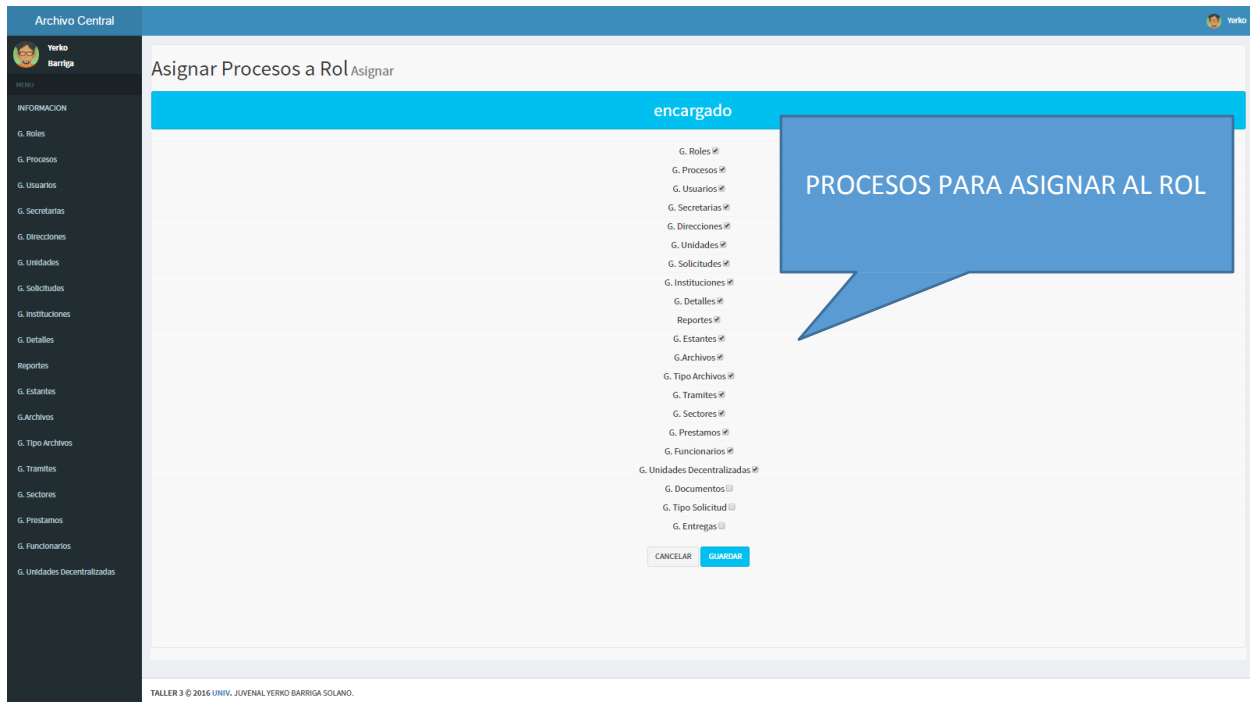 Archivo Central
Yerko
Yerko
Barriga
MENU
INFORMACION
G. Roles
G. Procesos
G. Usuarios
G. Secretarias
G. Direcciones
G. Unidades
G. Solicitudes
G. Instituciones
G. Detalles
Reportes
G. Estantes
G.Archivos
G. Tipo Archivos
G. Tramites
G. Sectores
G. Prestamos
G. Funcionarios
G. Unidades Decentralizadas
Asignar Procesos a Rol Asignar
encargado
G. Roles
G. Procesos
G. Usuarios
G. Secretarias
G. Direcciones
G. Unidades
G. Solicitudes
G. Instituciones
G. Detalles
Reportes
G. Estantes
G.Archivos
G. Tipo Archivos
G. Tramites
G. Sectores
G. Prestamos
G. Funcionarios
G. Unidades Decentralizadas
G. Documentos
G. Tipo Solicitud
G. Entregas
CANCELAR GUARDAR
PROCESOS PARA ASIGNAR AL ROL
TALLER 3 © 2016 UNIV. JUVENAL YERKO BARRIGA SOLANO.